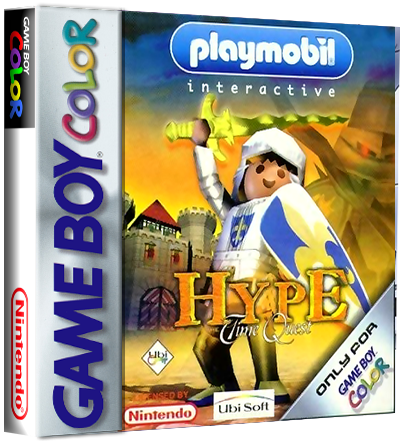 GAME BOY
COLOR
Nintendo
GAME BOY COLOR
playmobil
interactive
HYPE
Time Quest
Ubi
LICENSED BY
Nintendo
Ubi Soft
ONLY FOR
GAME BOY
COLOR